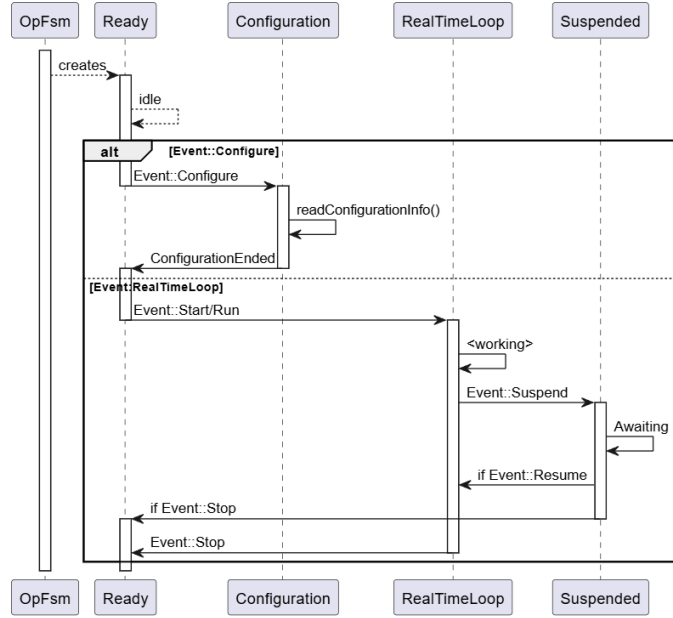 OpFsm Ready Configuration RealTimeLoop Suspended
creates
idle
alt [Event::Configure]
Event::Configure
readConfigurationInfo()
ConfigurationEnded
[Event:RealTimeLoop]
Event::Start/Run
<working>
Event::Suspend
Awaiting
if Event::Resume
if Event::Stop
Event::Stop
OpFsm Ready Configuration RealTimeLoop Suspended